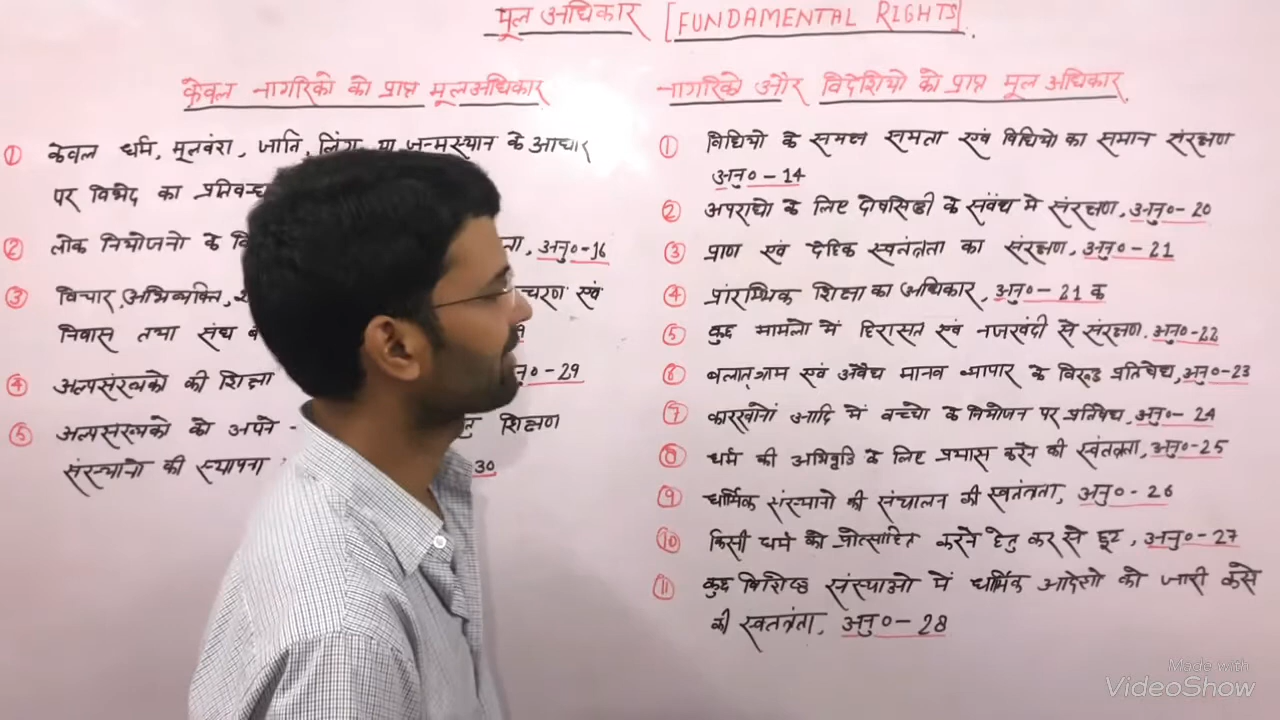 मूल अधिकार [FUNDAMENTAL RIGHTS].
केवल नागरिको को प्राप्त मूलअधिकार
① केवल धर्म, मूलवंश, जाति, लिंग या जन्मस्थान के आधार
पर विभेद का प्रतिबन्ध
② लोक नियोजनो के वि ता, अनु०-16
③ विचार, अभिव्यक्ति, चरण एवं
निवास तथा संघ ब
④ अल्पसंख्यको की शिक्षा नु०-29
⑤ अल्पसंख्यको को अपने शिक्षण
संस्थानो की स्थापना 30
नागरिको और विदेशियो को प्राप्त मूल अधिकार
① विधियो के समक्ष समता एवं विधियो का समान संरक्षण
अनु०-14
② अपराधो के लिए दोषसिद्धी के संबंध मे संरक्षण, अनु०-20
③ प्राण एवं दैहिक स्वतंत्रता का संरक्षण, अनु०-21
④ प्रारम्भिक शिक्षा का अधिकार, अनु०-21 क
⑤ कुछ मामलो में हिरासत एवं नजरबंदी से संरक्षण. अनु०-22
⑥ बलात्श्रम एवं अवैध मानव व्यापार के विरुद्ध प्रतिषेध, अनु०-23
⑦ कारखानों आदि में बच्चो के नियोजन पर प्रतिषेध, अनु०-24
⑧ धर्म की अभिवृद्दि के लिए प्रयास करने की स्वंतत्रता, अनु०-25
⑨ धार्मिक संस्थानो की संचालन की स्वतंत्रता, अनु०-26
⑩ किसी धर्म को प्रोत्साहित करने हेतु कर से छूट, अनु०-27
⑪ कुछ विशिष्ट संस्थाओ में धार्मिक आदेशो को जारी करने
की स्वतन्त्रता, अनु०-28
Made with
VideoShow